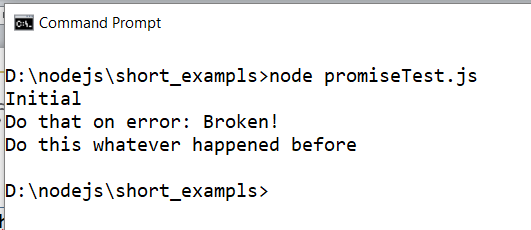 Command Prompt
D:\nodejs\short_exampls>node promiseTest.js
Initial
Do that on error: Broken!
Do this whatever happened before
D:\nodejs\short_exampls>